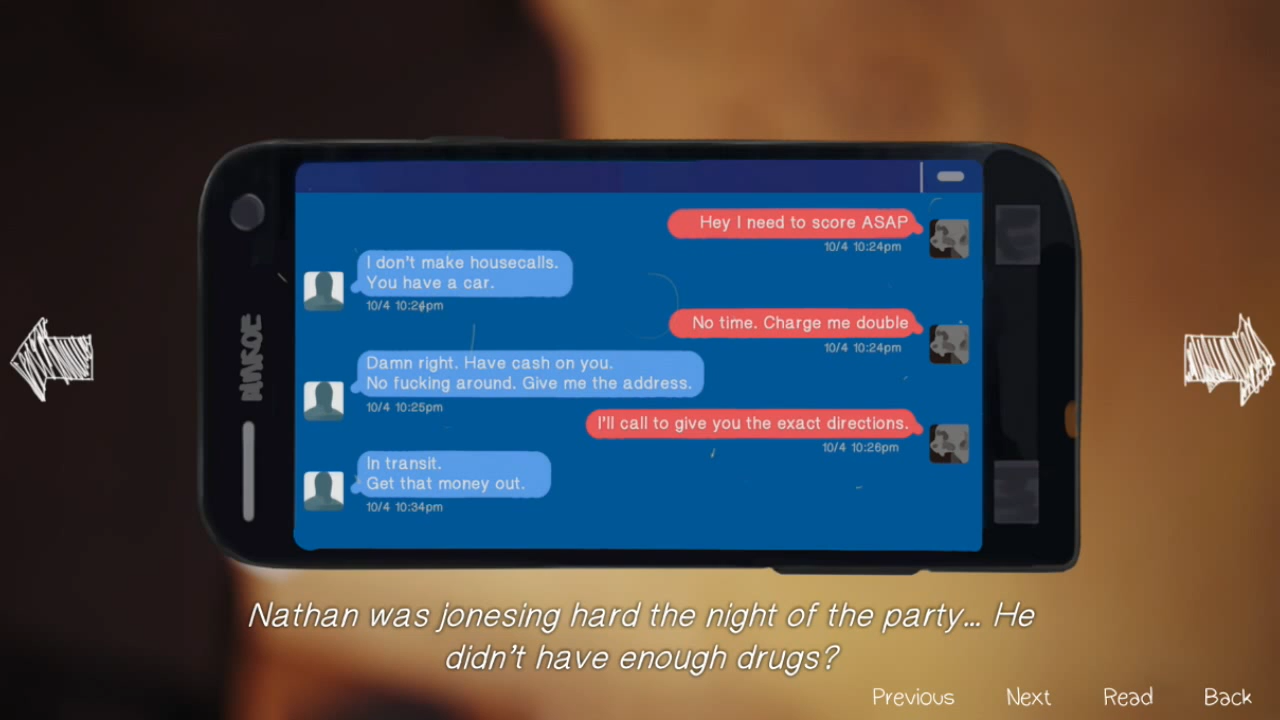 Hey I need to score ASAP
10/4 10:24pm
I don't make housecalls.
You have a car.
10/4 10:24pm
No time. Charge me double
10/4 10:24pm
Damn right. Have cash on you.
No fucking around. Give me the address.
10/4 10:25pm
I'll call to give you the exact directions.
10/4 10:26pm
In transit.
Get that money out.
10/4 10:34pm
Nathan was jonesing hard the night of the party... He
didn't have enough drugs?
Previous Next Read Back